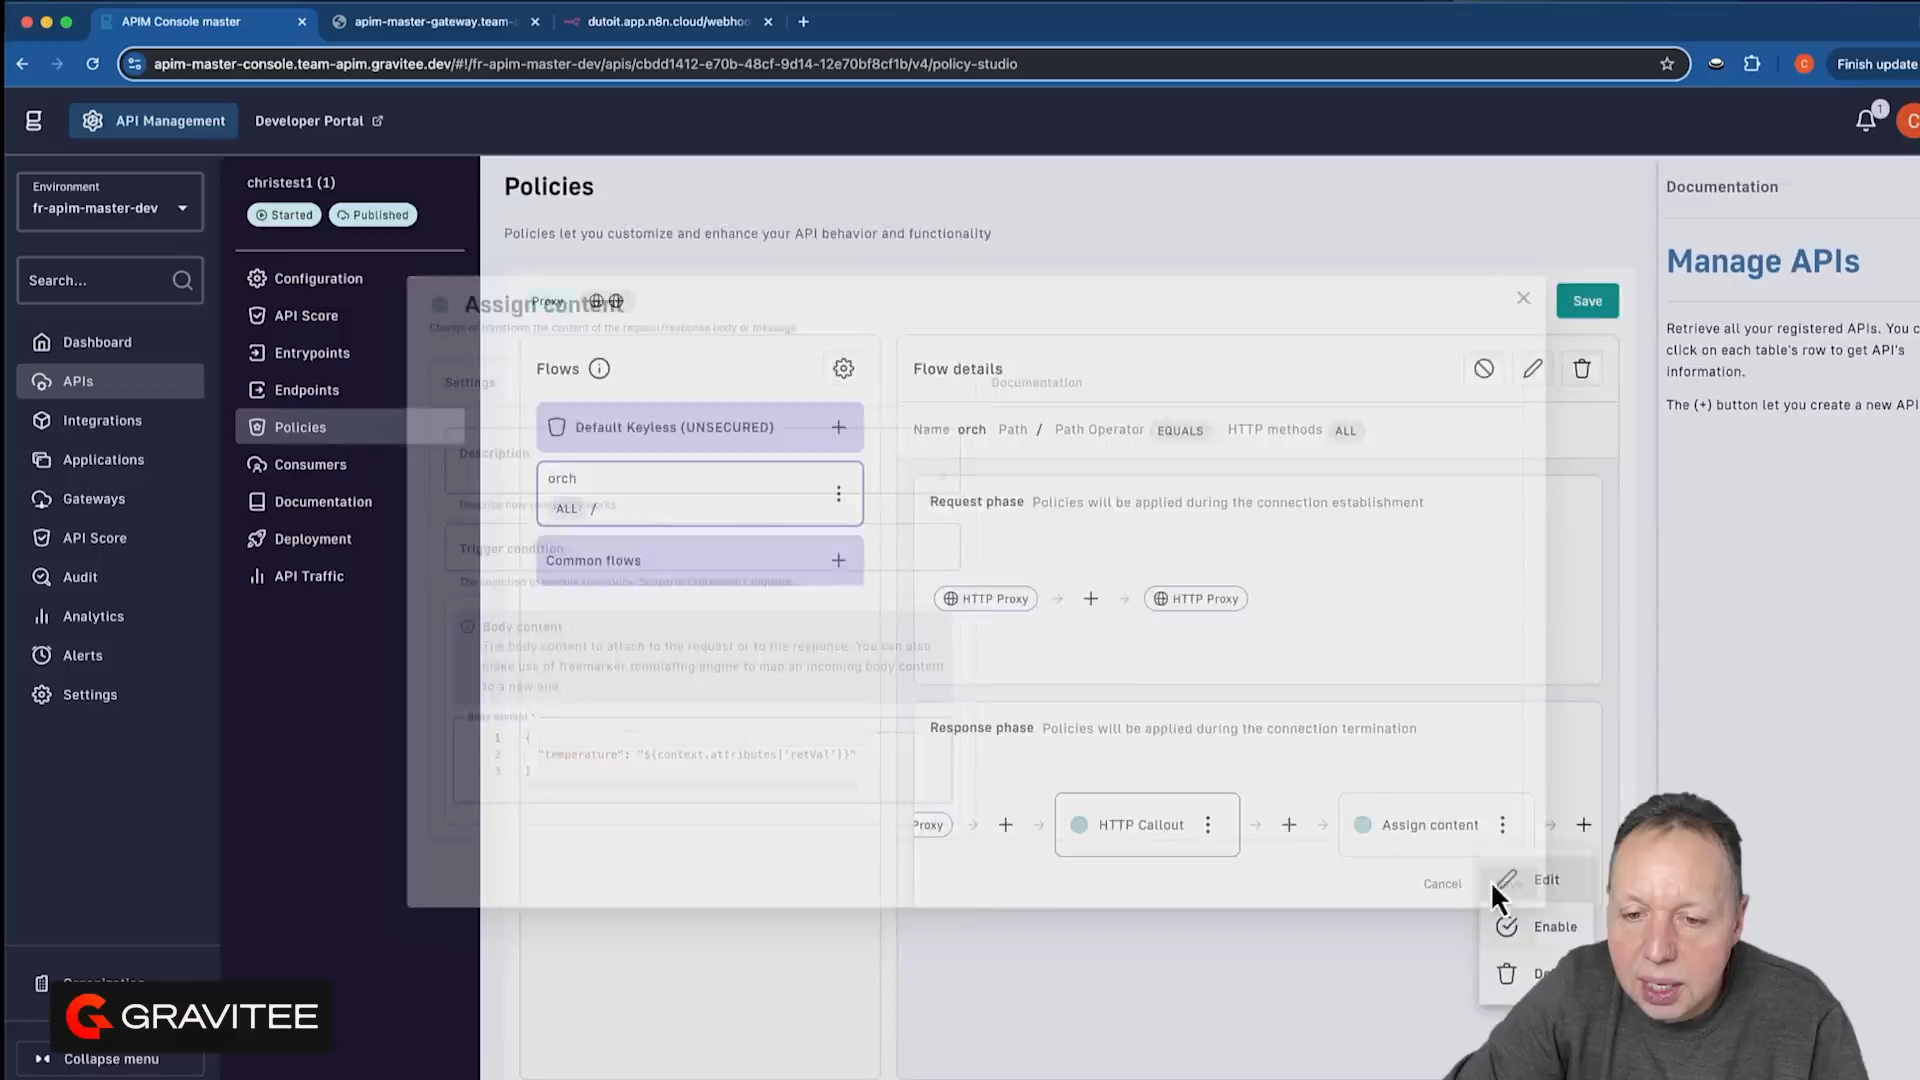 APIM Console master
apim-master-gateway.team-
dutoit.app.n8n.cloud/webho
apim-master-console.team-apim.gravitee.dev/#!/fr-apim-master-dev/apis/cbdd1412-e70b-48cf-9d14-12e70bf8cf1b/v4/policy-studio
C
Finish update
API Management
Developer Portal
1
C
Environment
fr-apim-master-dev
Search...
Dashboard
APIs
Integrations
Applications
Gateways
API Score
Audit
Analytics
Alerts
Settings
Organization
Collapse menu
GRAVITEE
christest1 (1)
Started
Published
Configuration
API Score
Entrypoints
Endpoints
Policies
Consumers
Documentation
Deployment
API Traffic
Policies
Policies let you customize and enhance your API behavior and functionality
Proxy
Assign content
Change or transform the content of the request/response body or message
Save
Flows
Settings
Default Keyless (UNSECURED)
Description
orch
ALL /
Trigger condition
Common flows
Body content
The body content to attach to the request or to the response. You can also
make use of freemarker templating engine to map an incoming body content
to a new one.
Body content *
1 {
2 "temperature": "${context.attributes['retVal']}"
3 }
Flow details
Documentation
Name orch Path / Path Operator EQUALS HTTP methods ALL
Request phase Policies will be applied during the connection establishment
HTTP Proxy
HTTP Proxy
Response phase Policies will be applied during the connection termination
Proxy
HTTP Callout
Assign content
Cancel
Edit
Enable
Documentation
Manage APIs
Retrieve all your registered APIs. You c
click on each table's row to get API's
information.
The (+) button let you create a new API